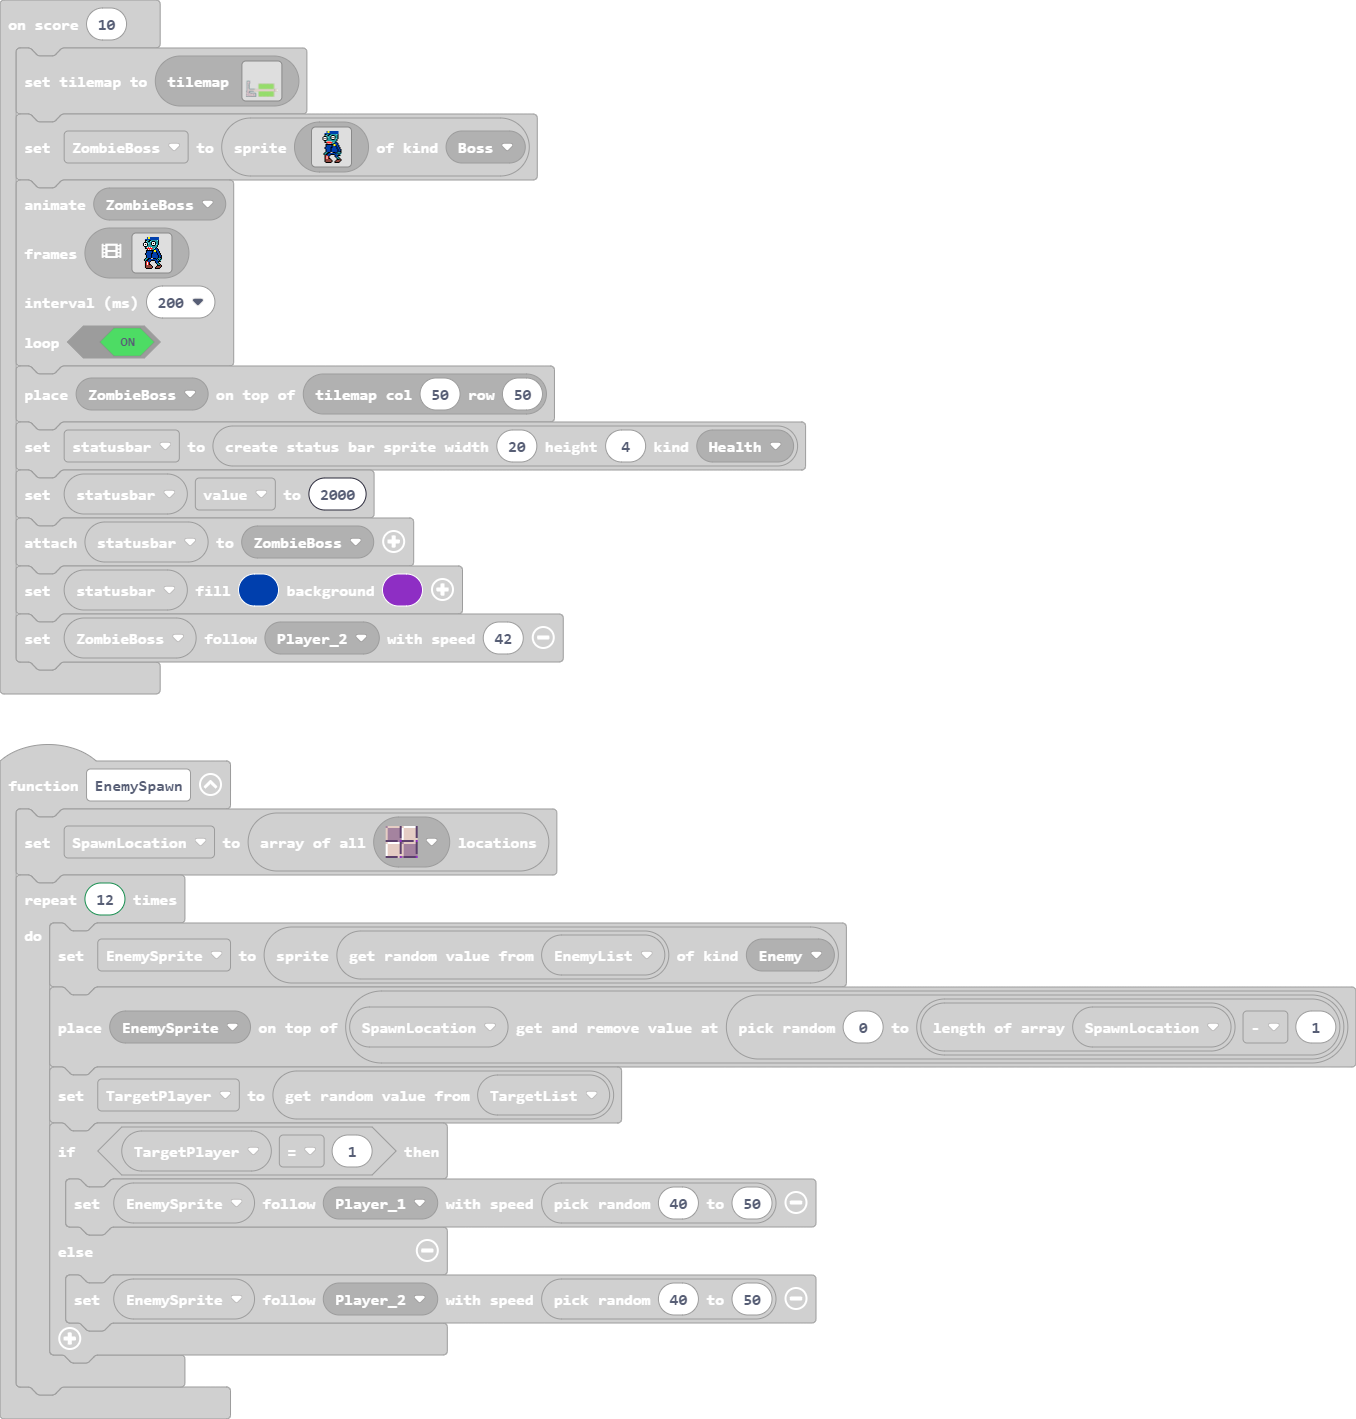 on score 10
set tilemap to tilemap
set ZombieBoss to sprite of kind Boss
animate ZombieBoss
frames
interval (ms) 200
loop ON
place ZombieBoss on top of tilemap col 50 row 50
set statusbar to create status bar sprite width 20 height 4 kind Health
set statusbar value to 2000
attach statusbar to ZombieBoss
set statusbar fill background
set ZombieBoss follow Player_2 with speed 42
function EnemySpawn
set SpawnLocation to array of all locations
repeat 12 times
do
set EnemySprite to sprite get random value from EnemyList of kind Enemy
place EnemySprite on top of SpawnLocation get and remove value at pick random 0 to length of array SpawnLocation - 1
set TargetPlayer to get random value from TargetList
if TargetPlayer = 1 then
set EnemySprite follow Player_1 with speed pick random 40 to 50
else
set EnemySprite follow Player_2 with speed pick random 40 to 50